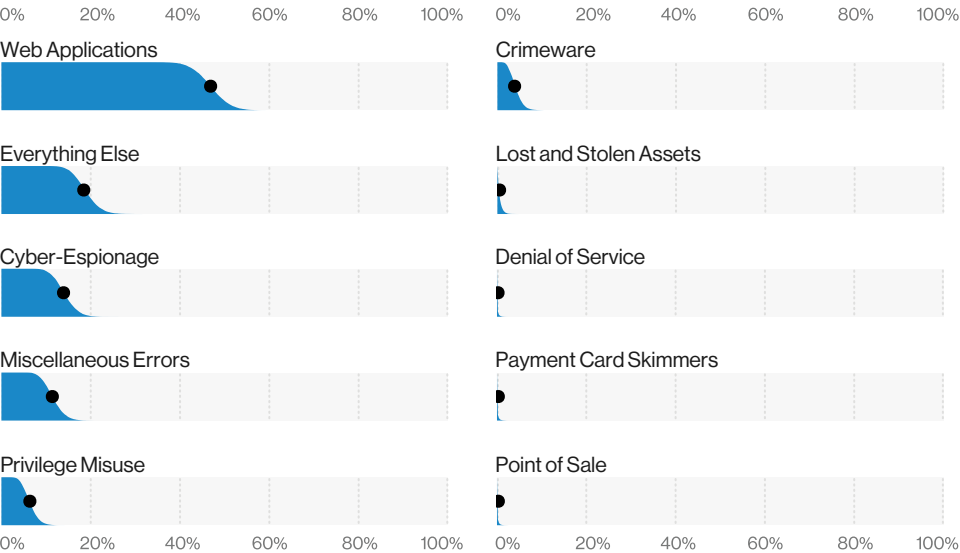 0% 20% 40% 60% 80% 100%
Web Applications
Everything Else
Cyber-Espionage
Miscellaneous Errors
Privilege Misuse
0% 20% 40% 60% 80% 100%
0% 20% 40% 60% 80% 100%
Crimeware
Lost and Stolen Assets
Denial of Service
Payment Card Skimmers
Point of Sale
0% 20% 40% 60% 80% 100%